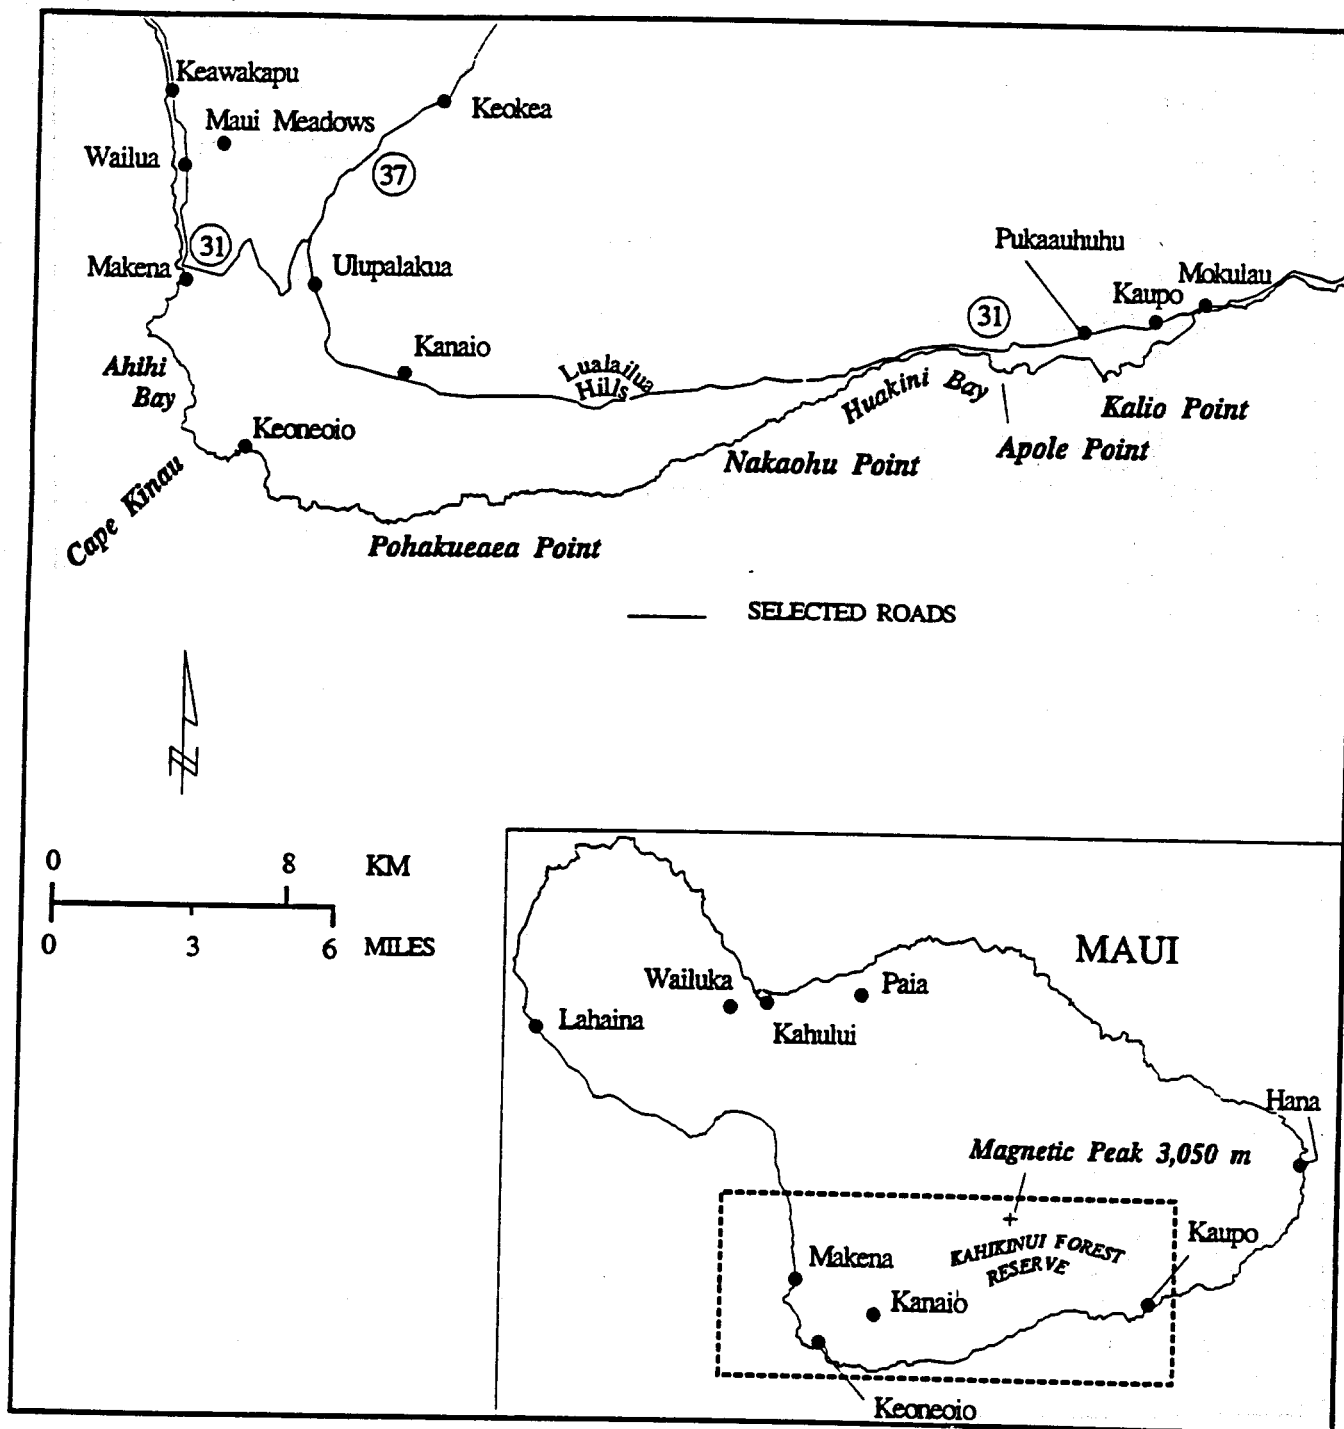 Keawakapu
Maui Meadows
Keokea
Wailua
37
31
Makena
Ulupalakua
Pukaauhuhu
Mokulau
Kaupo
31
Ahihi
Bay
Kanaio
Lualailua
Hills
Huakini Bay
Kalio Point
Keoneoio
Nakaohu Point
Apole Point
Cape Kinau
Pohakueaea Point
SELECTED ROADS
N
0 8 KM
0 3 6 MILES
MAUI
Wailuka
Paia
Lahaina
Kahului
Hana
Magnetic Peak 3,050 m
Kaupo
KAHIKINUI FOREST
RESERVE
Makena
Kanaio
Keoneoio